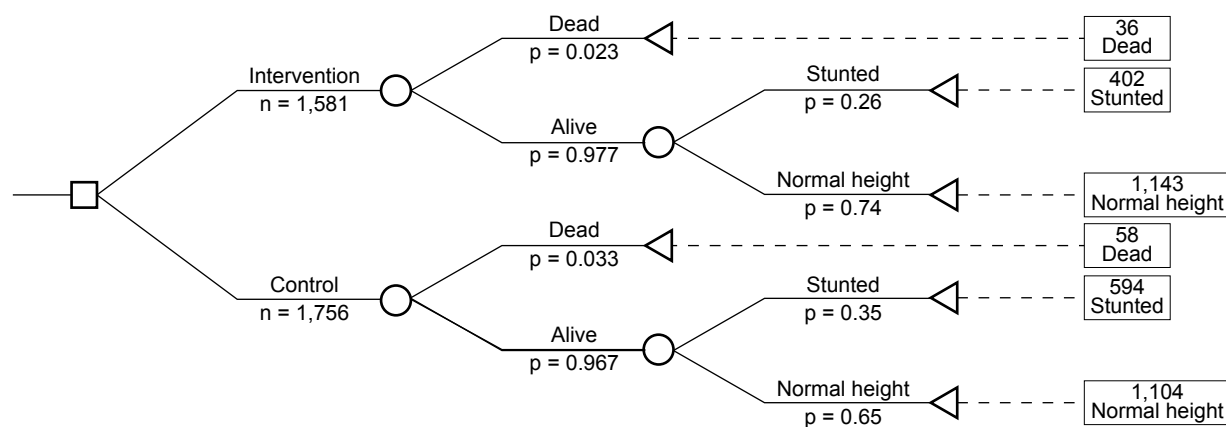 Dead
p = 0.023
36
Dead
Intervention
n = 1,581
Stunted
p = 0.26
402
Stunted
Alive
p = 0.977
Normal height
p = 0.74
1,143
Normal height
Dead
p = 0.033
58
Dead
Control
n = 1,756
Stunted
p = 0.35
594
Stunted
Alive
p = 0.967
Normal height
p = 0.65
1,104
Normal height